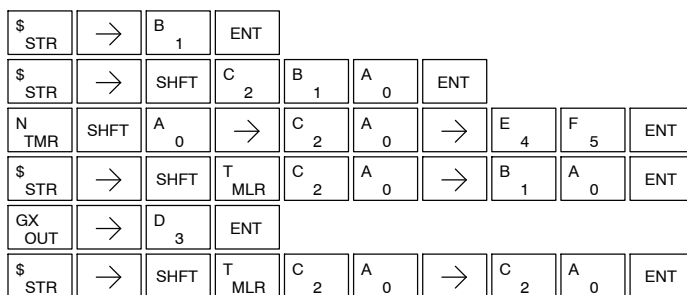 $ STR → B 1 ENT
$ STR → SHFT C 2 B 1 A 0 ENT
N TMR SHFT A 0 → C 2 A 0 → E 4 F 5 ENT
$ STR → SHFT T MLR C 2 A 0 → B 1 A 0 ENT
GX OUT → D 3 ENT
$ STR → SHFT T MLR C 2 A 0 → C 2 A 0 ENT